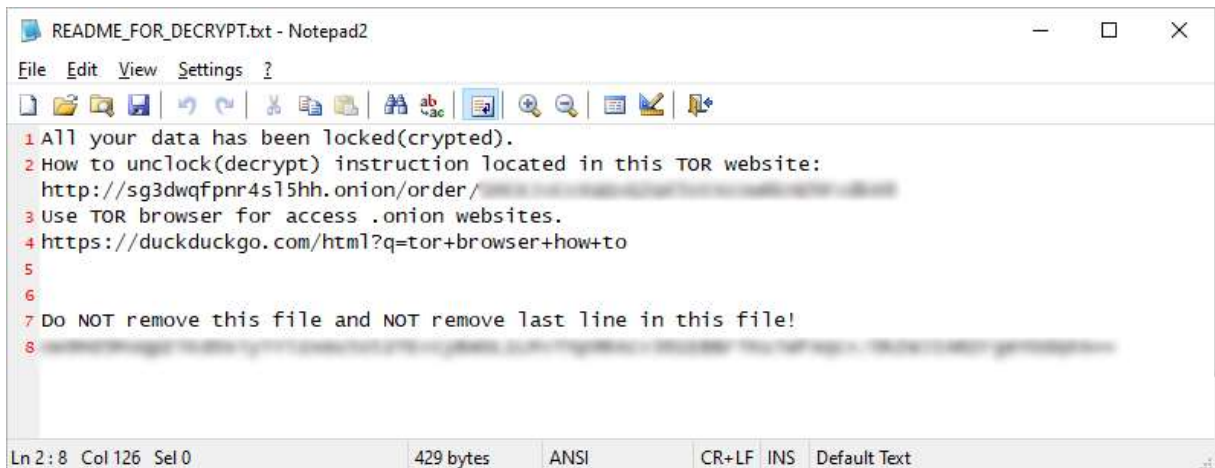 README_FOR_DECRYPT.txt - Notepad2
File Edit View Settings ?
1 All your data has been locked(crypted).
2 How to unclock(decrypt) instruction located in this TOR website:
http://sg3dwqfpnr4sl5hh.onion/order/
3 Use TOR browser for access .onion websites.
4 https://duckduckgo.com/html?q=tor+browser+how+to
5
6
7 Do NOT remove this file and NOT remove last line in this file!
8
Ln 2 : 8 Col 126 Sel 0 429 bytes ANSI CR+LF INS Default Text